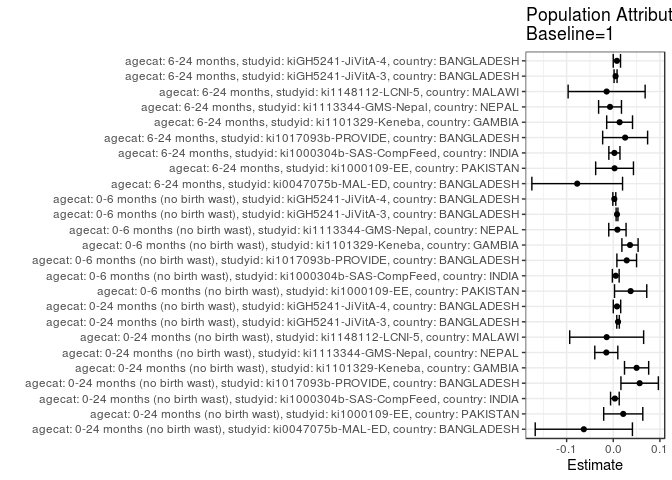 Population Attribut
Baseline=1
agecat: 6-24 months, studyid: kiGH5241-JiVitA-4, country: BANGLADESH
agecat: 6-24 months, studyid: kiGH5241-JiVitA-3, country: BANGLADESH
agecat: 6-24 months, studyid: ki1148112-LCNI-5, country: MALAWI
agecat: 6-24 months, studyid: ki1113344-GMS-Nepal, country: NEPAL
agecat: 6-24 months, studyid: ki1101329-Keneba, country: GAMBIA
agecat: 6-24 months, studyid: ki1017093b-PROVIDE, country: BANGLADESH
agecat: 6-24 months, studyid: ki1000304b-SAS-CompFeed, country: INDIA
agecat: 6-24 months, studyid: ki1000109-EE, country: PAKISTAN
agecat: 6-24 months, studyid: ki0047075b-MAL-ED, country: BANGLADESH
agecat: 0-6 months (no birth wast), studyid: kiGH5241-JiVitA-4, country: BANGLADESH
agecat: 0-6 months (no birth wast), studyid: kiGH5241-JiVitA-3, country: BANGLADESH
agecat: 0-6 months (no birth wast), studyid: ki1113344-GMS-Nepal, country: NEPAL
agecat: 0-6 months (no birth wast), studyid: ki1101329-Keneba, country: GAMBIA
agecat: 0-6 months (no birth wast), studyid: ki1017093b-PROVIDE, country: BANGLADESH
agecat: 0-6 months (no birth wast), studyid: ki1000304b-SAS-CompFeed, country: INDIA
agecat: 0-6 months (no birth wast), studyid: ki1000109-EE, country: PAKISTAN
agecat: 0-24 months (no birth wast), studyid: kiGH5241-JiVitA-4, country: BANGLADESH
agecat: 0-24 months (no birth wast), studyid: kiGH5241-JiVitA-3, country: BANGLADESH
agecat: 0-24 months (no birth wast), studyid: ki1148112-LCNI-5, country: MALAWI
agecat: 0-24 months (no birth wast), studyid: ki1113344-GMS-Nepal, country: NEPAL
agecat: 0-24 months (no birth wast), studyid: ki1101329-Keneba, country: GAMBIA
agecat: 0-24 months (no birth wast), studyid: ki1017093b-PROVIDE, country: BANGLADESH
agecat: 0-24 months (no birth wast), studyid: ki1000304b-SAS-CompFeed, country: INDIA
agecat: 0-24 months (no birth wast), studyid: ki1000109-EE, country: PAKISTAN
agecat: 0-24 months (no birth wast), studyid: ki0047075b-MAL-ED, country: BANGLADESH
-0.1 0.0 0.1
Estimate